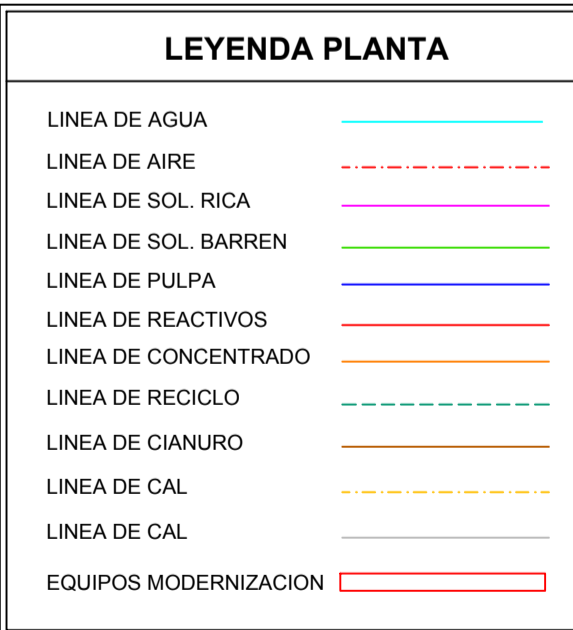 LEYENDA PLANTA
LINEA DE AGUA
LINEA DE AIRE
LINEA DE SOL. RICA
LINEA DE SOL. BARREN
LINEA DE PULPA
LINEA DE REACTIVOS
LINEA DE CONCENTRADO
LINEA DE RECICLO
LINEA DE CIANURO
LINEA DE CAL
LINEA DE CAL
EQUIPOS MODERNIZACION